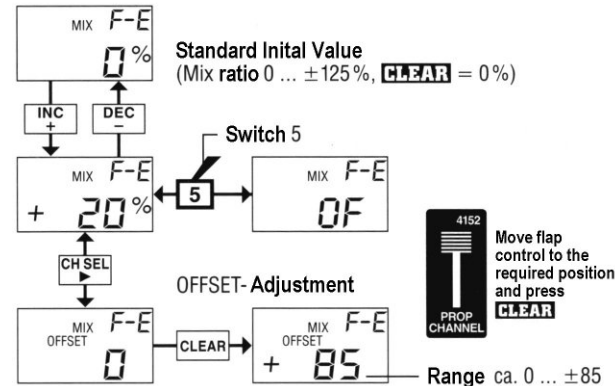 MIX F-E
0%
Standard Inital Value
(Mix ratio 0 ... ±125%, CLEAR = 0%)
INC
+
DEC
−
Switch 5
MIX F-E
+ 20%
5
MIX F-E
0F
CH SEL
▶
OFFSET- Adjustment
4152
PROP
CHANNEL
Move flap
control to the
required position
and press
CLEAR
MIX F-E
OFFSET
0
CLEAR
MIX F-E
OFFSET
+ 85
Range ca. 0 ... ±85